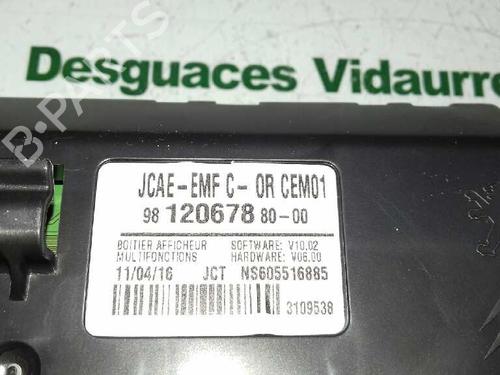 B-PARTS
Desguaces Vidaurre
JCAE-EMF C- OR CEM01
98 120678 80-00
BOITIER AFFICHEUR
MULTIFONCTIONS
SOFTWARE: V10.02
HARDWARE: V06.00
11/04/16 JCT NS605516885
3109538